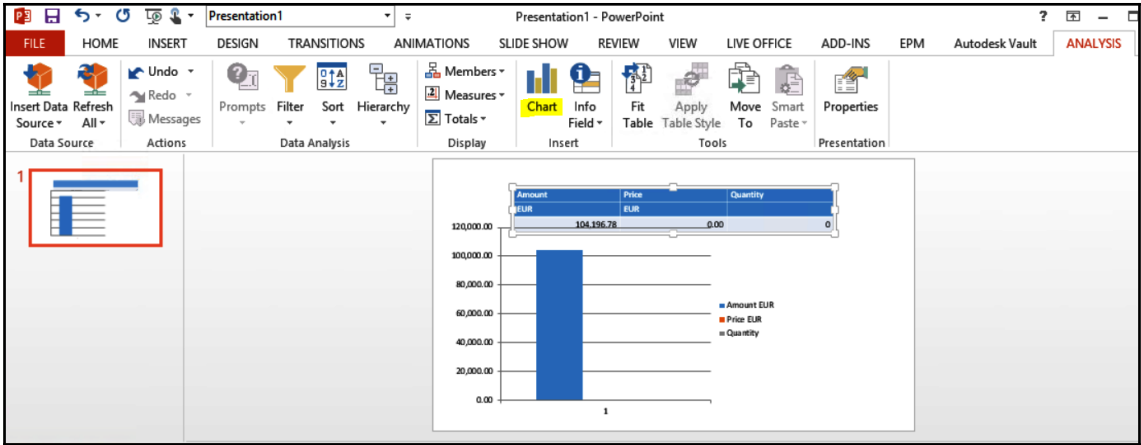 Presentation1
Presentation1 - PowerPoint
?
FILE HOME INSERT DESIGN TRANSITIONS ANIMATIONS SLIDE SHOW REVIEW VIEW LIVE OFFICE ADD-INS EPM Autodesk Vault ANALYSIS
Insert Data Source
Refresh All
Data Source
Undo
Redo
Messages
Actions
Prompts
Filter
Sort
Hierarchy
Data Analysis
Members
Measures
Totals
Display
Chart
Info Field
Insert
Fit Table
Apply Table Style
Move To
Smart Paste
Tools
Properties
Presentation
1
Amount Price Quantity
EUR EUR
104,196.78 0.00 0
120,000.00
100,000.00
80,000.00
60,000.00
40,000.00
20,000.00
0.00
1
Amount EUR
Price EUR
Quantity